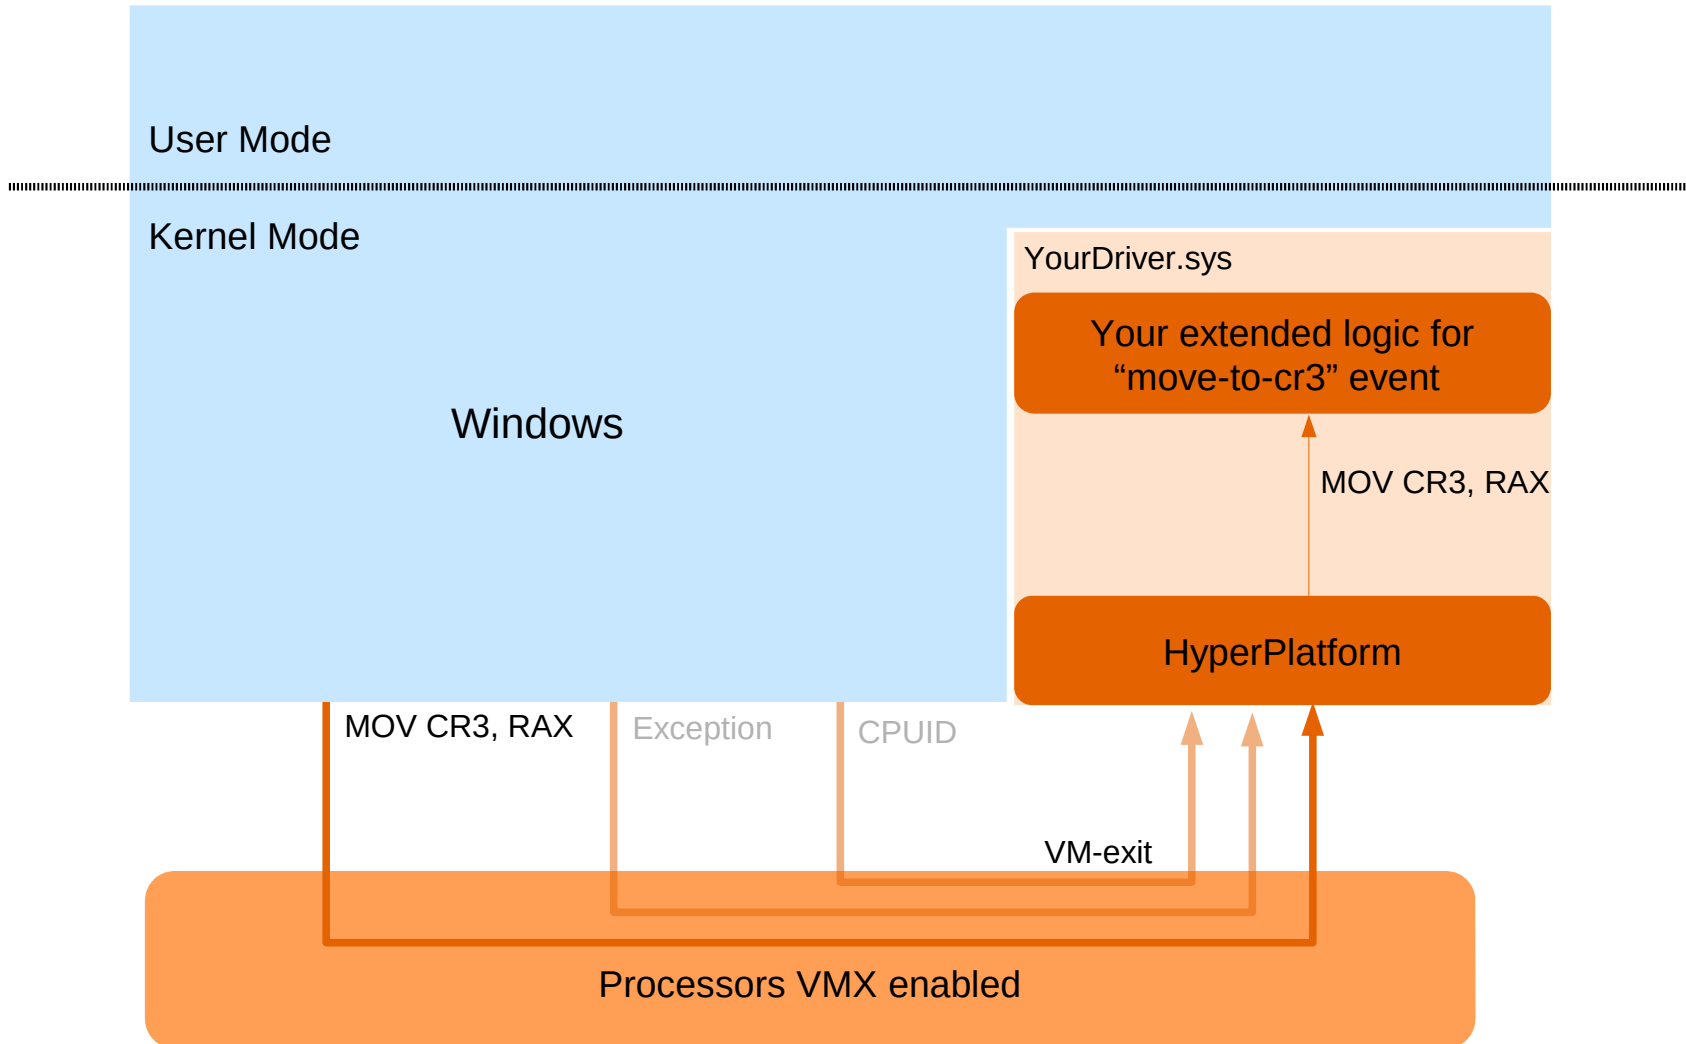 User Mode
Kernel Mode
YourDriver.sys
Your extended logic for
“move-to-cr3” event
Windows
MOV CR3, RAX
HyperPlatform
MOV CR3, RAX
Exception
CPUID
VM-exit
Processors VMX enabled